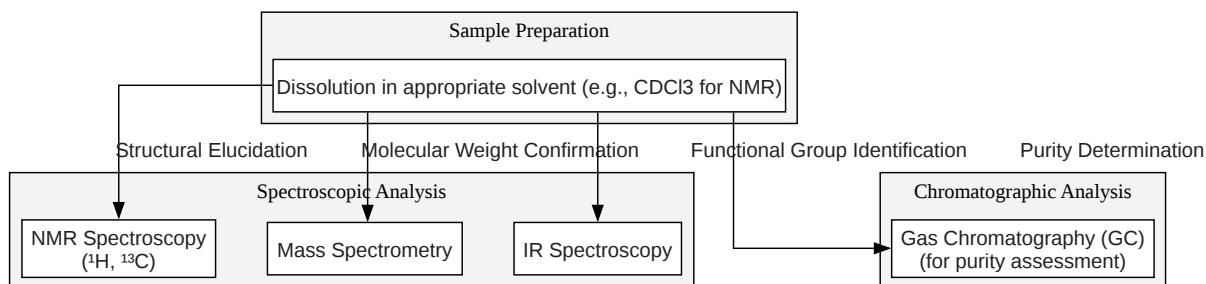 Sample Preparation
Dissolution in appropriate solvent (e.g., CDCl3 for NMR)
Structural Elucidation
Molecular Weight Confirmation
Functional Group Identification
Purity Determination
Spectroscopic Analysis
Chromatographic Analysis
NMR Spectroscopy
(¹H, ¹³C)
Mass Spectrometry
IR Spectroscopy
Gas Chromatography (GC)
(for purity assessment)